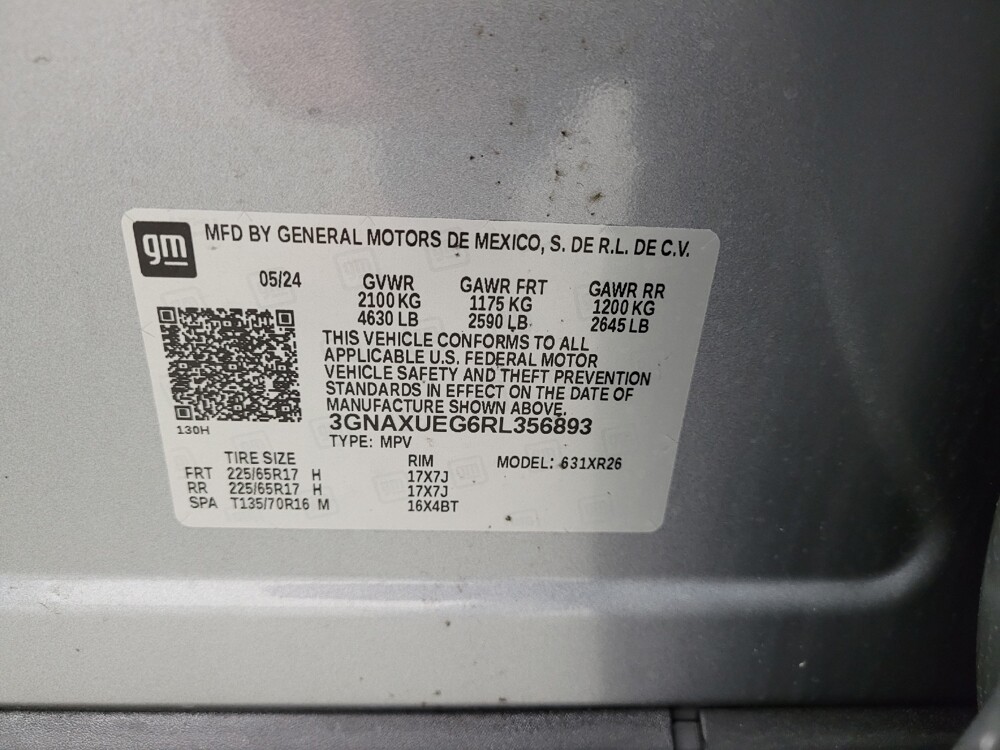 gm
MFD BY GENERAL MOTORS DE MEXICO, S. DE R.L. DE C.V.
05/24 GVWR GAWR FRT GAWR RR
2100 KG 1175 KG 1200 KG
4630 LB 2590 LB 2645 LB
THIS VEHICLE CONFORMS TO ALL
APPLICABLE U.S. FEDERAL MOTOR
VEHICLE SAFETY AND THEFT PREVENTION
STANDARDS IN EFFECT ON THE DATE OF
MANUFACTURE SHOWN ABOVE.
3GNAXUEG6RL356893
130H
TYPE: MPV
TIRE SIZE RIM MODEL: 631XR26
FRT 225/65R17 H 17X7J
RR 225/65R17 H 17X7J
SPA T135/70R16 M 16X4BT